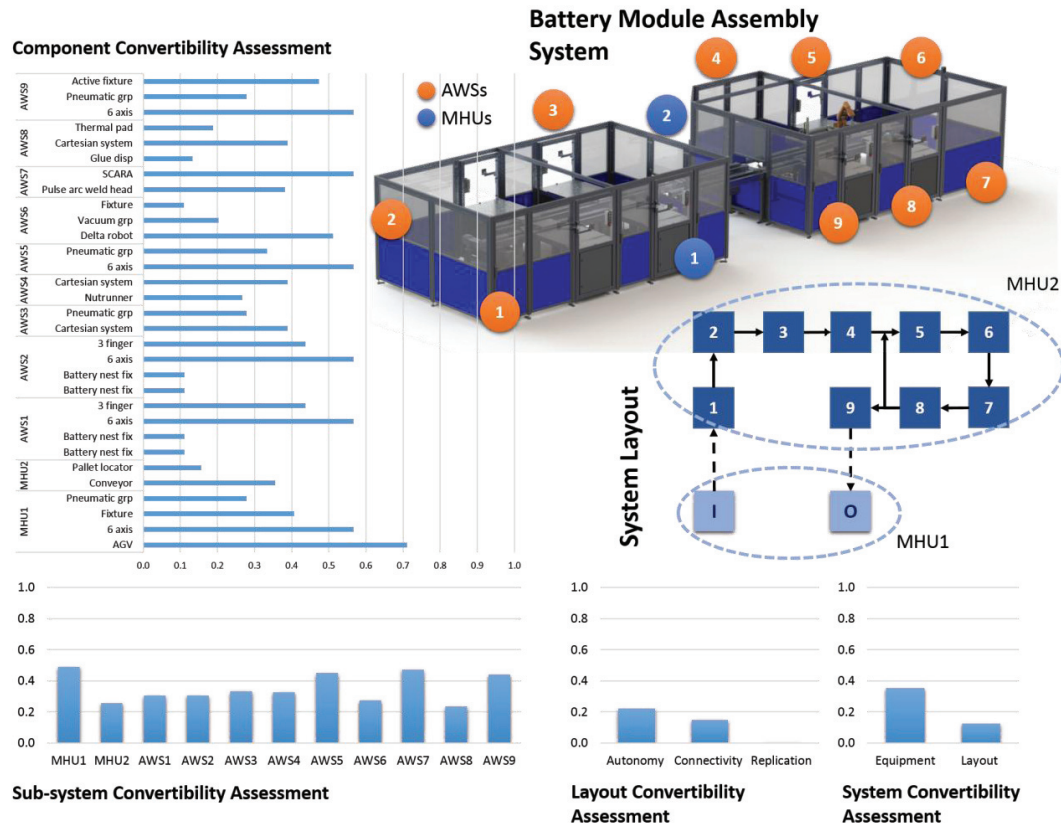 Component Convertibility Assessment
AWS9
Active fixture
Pneumatic grp
6 axis
AWS8
Thermal pad
Cartesian system
Glue disp
AWS7
SCARA
Pulse arc weld head
AWS6
Fixture
Vacuum grp
Delta robot
AWS5
Pneumatic grp
6 axis
AWS4
Cartesian system
Nutrunner
AWS3
Pneumatic grp
Cartesian system
AWS2
3 finger
6 axis
Battery nest fix
Battery nest fix
AWS1
3 finger
6 axis
Battery nest fix
Battery nest fix
MHU2
Pallet locator
Conveyor
MHU1
Pneumatic grp
Fixture
6 axis
AGV
0.0 0.1 0.2 0.3 0.4 0.5 0.6 0.7 0.8 0.9 1.0
Battery Module Assembly
System
AWSs
MHUs
4 5 6
3 2
2 7
9 8
1 1
MHU2
2 3 4 5 6
1 9 8 7
System Layout
I O
MHU1
1.0
0.8
0.6
0.4
0.2
0.0
MHU1 MHU2 AWS1 AWS2 AWS3 AWS4 AWS5 AWS6 AWS7 AWS8 AWS9
Sub-system Convertibility Assessment
1.0
0.8
0.6
0.4
0.2
0.0
Autonomy Connectivity Replication
Layout Convertibility
Assessment
1.0
0.8
0.6
0.4
0.2
0.0
Equipment Layout
System Convertibility
Assessment